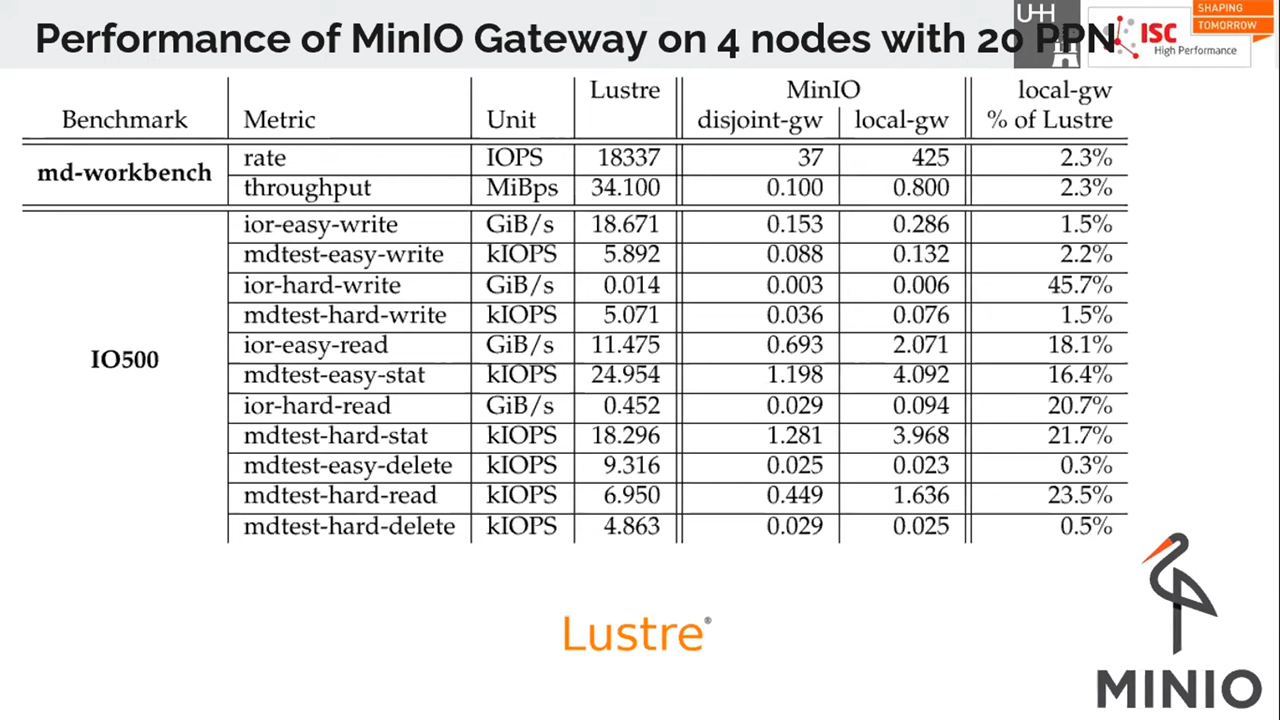 Performance of MinIO Gateway on 4 nodes with 20 PPN
UH
ISC
High Performance
SHAPING
TOMORROW
Lustre MinIO local-gw
Benchmark Metric Unit disjoint-gw local-gw % of Lustre
md-workbench rate IOPS 18337 37 425 2.3%
throughput MiBps 34.100 0.100 0.800 2.3%
IO500 ior-easy-write GiB/s 18.671 0.153 0.286 1.5%
mdtest-easy-write kIOPS 5.892 0.088 0.132 2.2%
ior-hard-write GiB/s 0.014 0.003 0.006 45.7%
mdtest-hard-write kIOPS 5.071 0.036 0.076 1.5%
ior-easy-read GiB/s 11.475 0.693 2.071 18.1%
mdtest-easy-stat kIOPS 24.954 1.198 4.092 16.4%
ior-hard-read GiB/s 0.452 0.029 0.094 20.7%
mdtest-hard-stat kIOPS 18.296 1.281 3.968 21.7%
mdtest-easy-delete kIOPS 9.316 0.025 0.023 0.3%
mdtest-hard-read kIOPS 6.950 0.449 1.636 23.5%
mdtest-hard-delete kIOPS 4.863 0.029 0.025 0.5%
Lustre®
MINIO